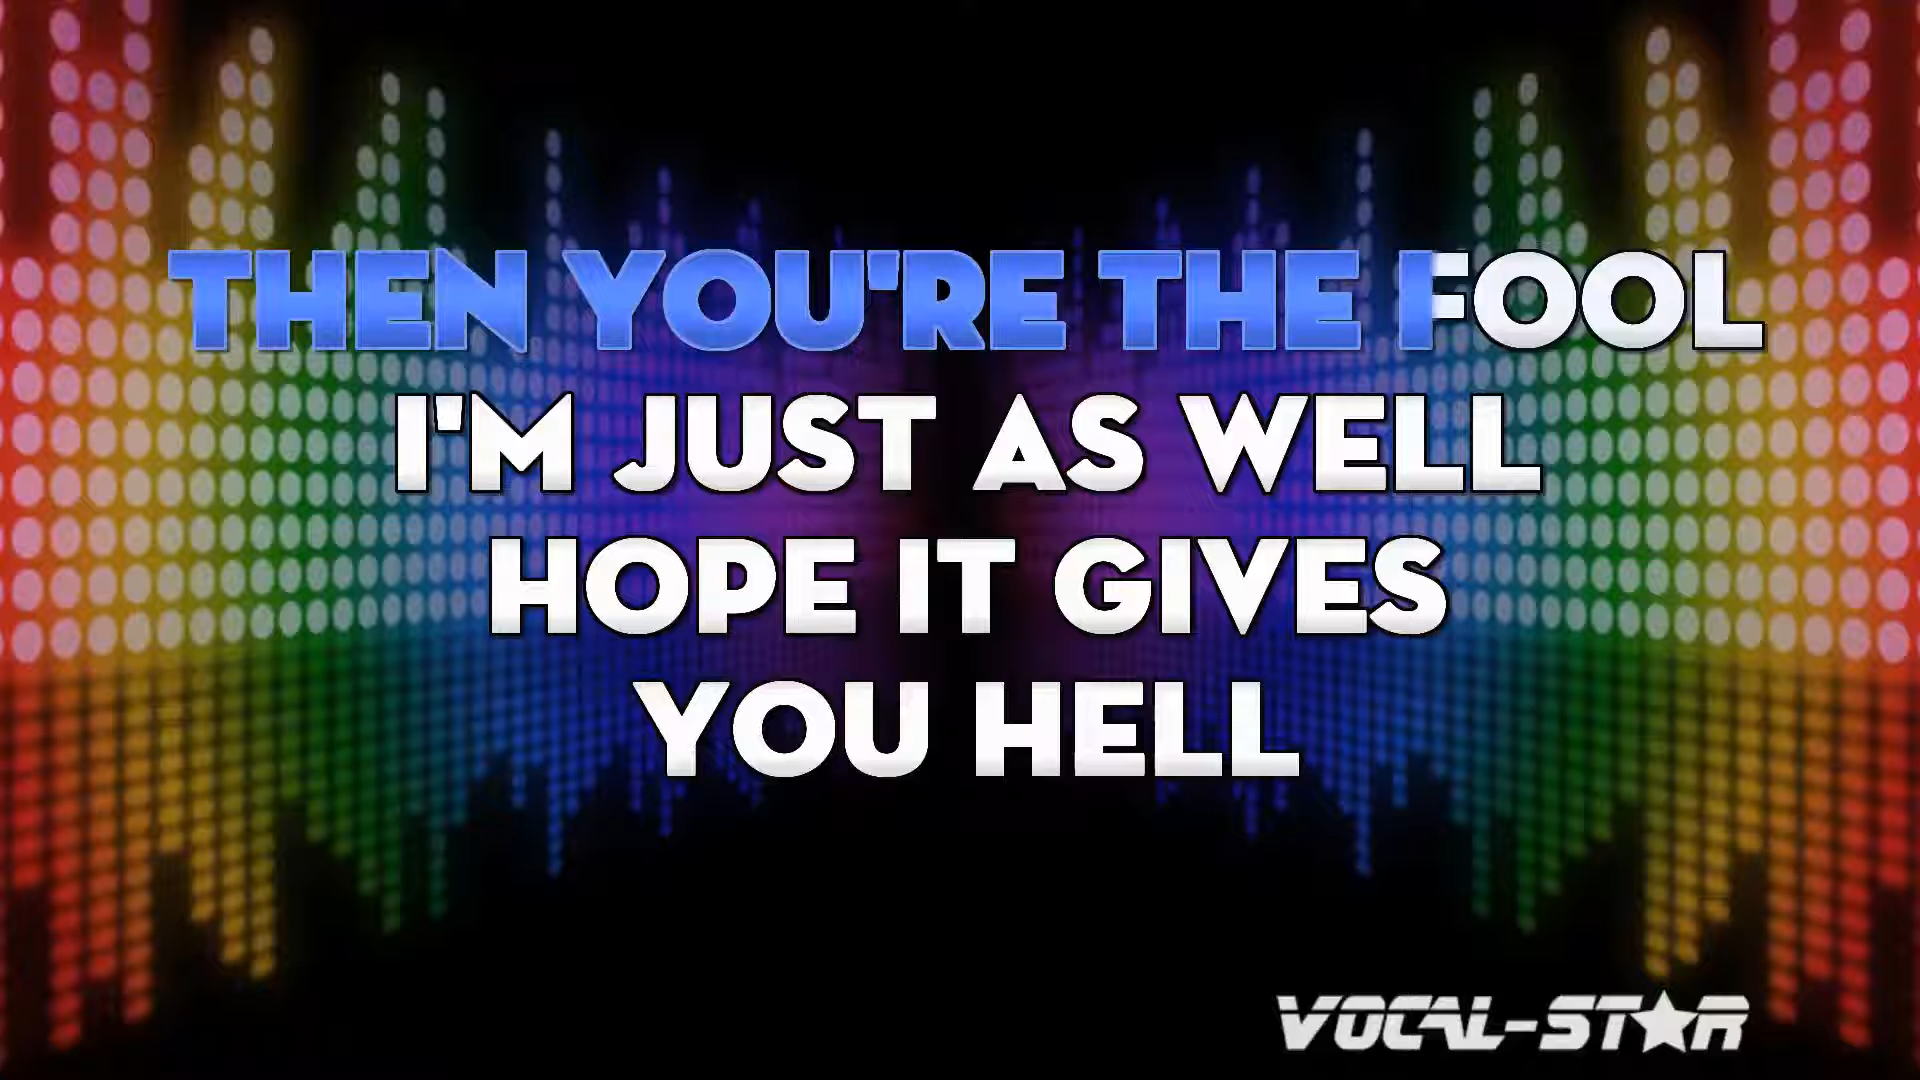 THEN YOU'RE THE FOOL
I'M JUST AS WELL
HOPE IT GIVES
YOU HELL
VOCAL-STAR